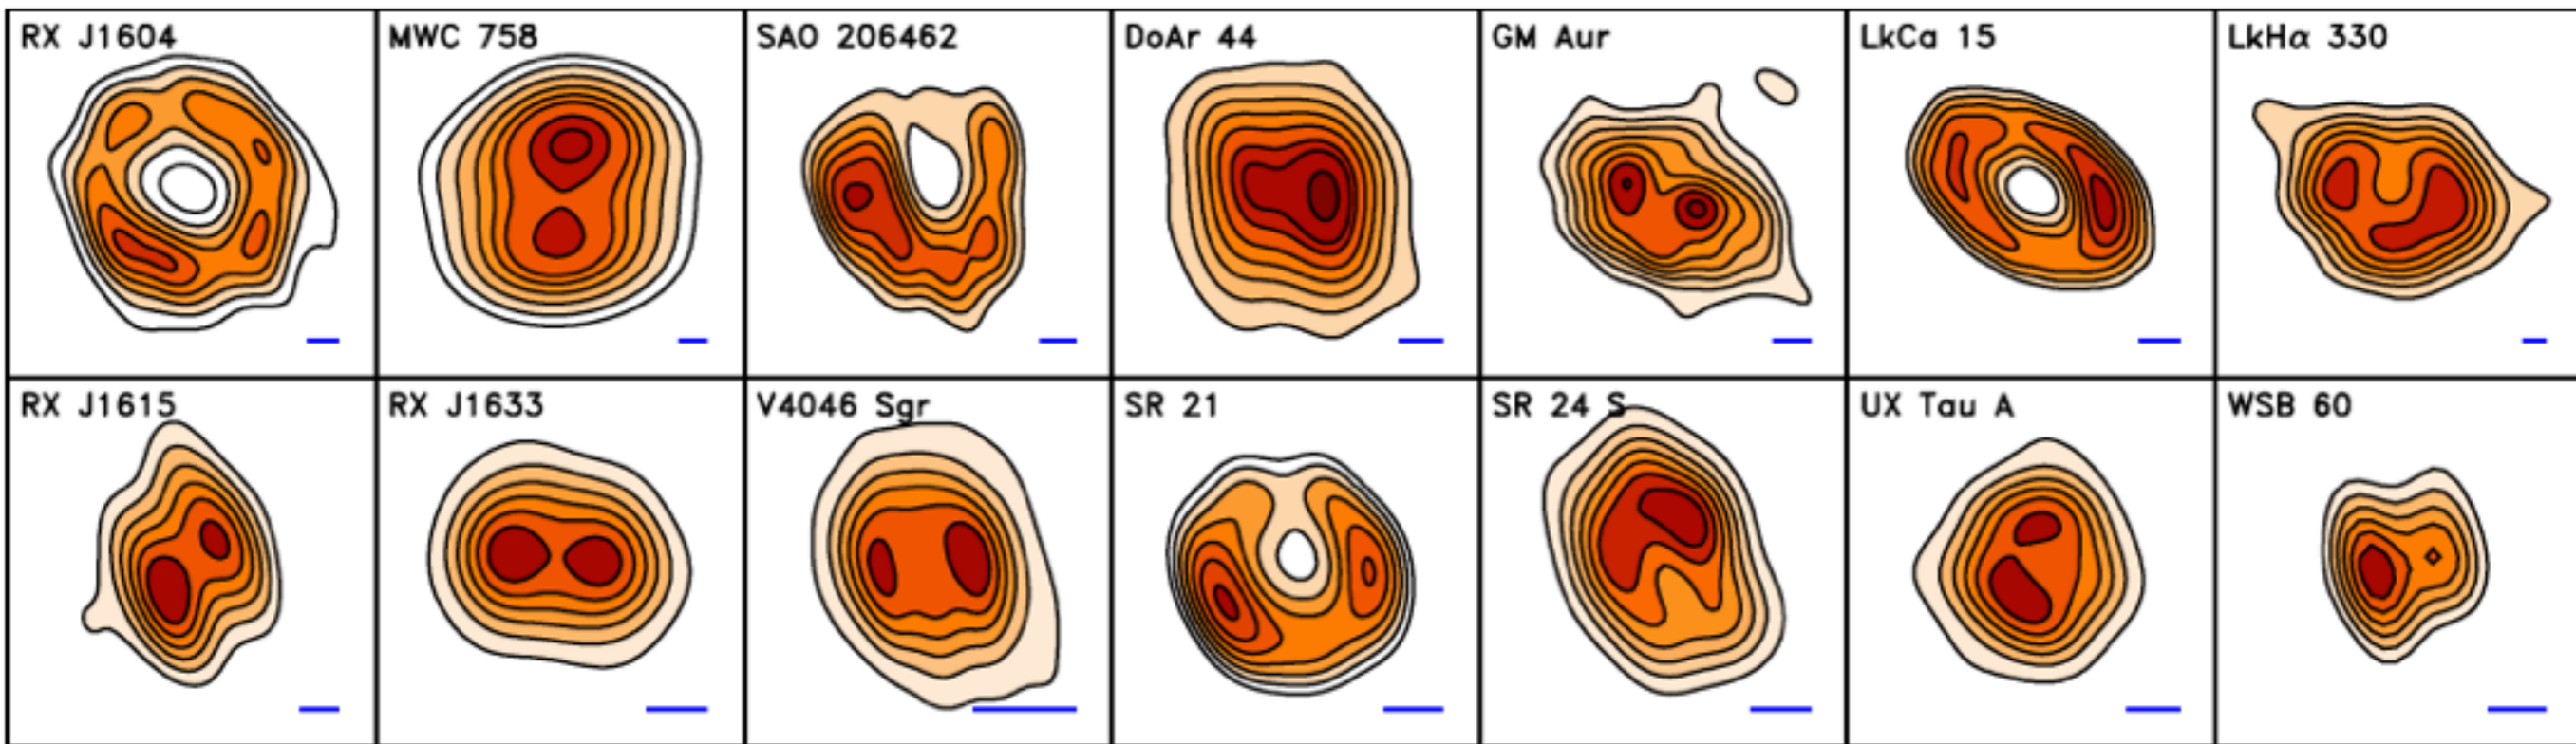 RX J1604
MWC 758
SAO 206462
DoAr 44
GM Aur
LkCa 15
LkHα 330
RX J1615
RX J1633
V4046 Sgr
SR 21
SR 24 S
UX Tau A
WSB 60